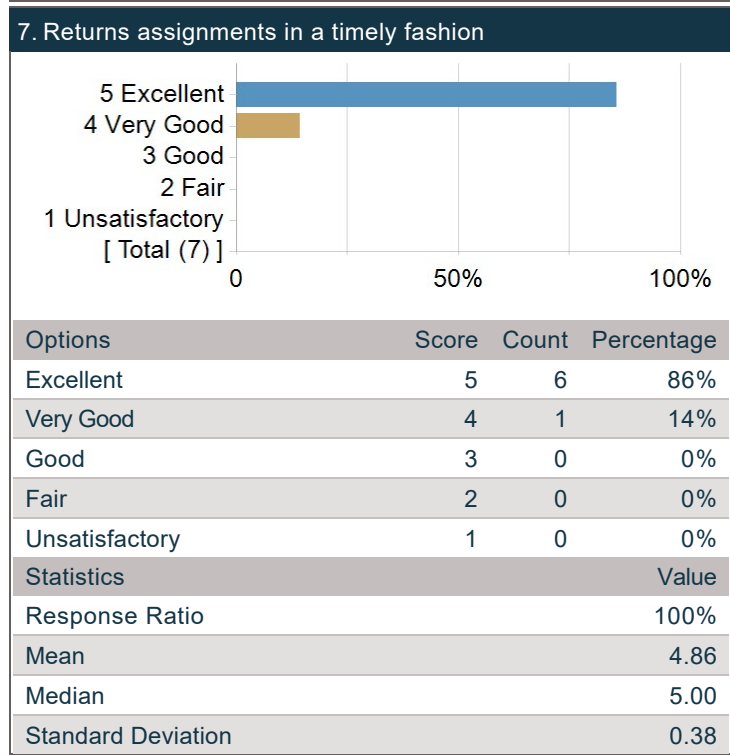 7. Returns assignments in a timely fashion
5 Excellent
4 Very Good
3 Good
2 Fair
1 Unsatisfactory
[ Total (7) ]
0 50% 100%
Options Score Count Percentage
Excellent 5 6 86%
Very Good 4 1 14%
Good 3 0 0%
Fair 2 0 0%
Unsatisfactory 1 0 0%
Statistics Value
Response Ratio 100%
Mean 4.86
Median 5.00
Standard Deviation 0.38